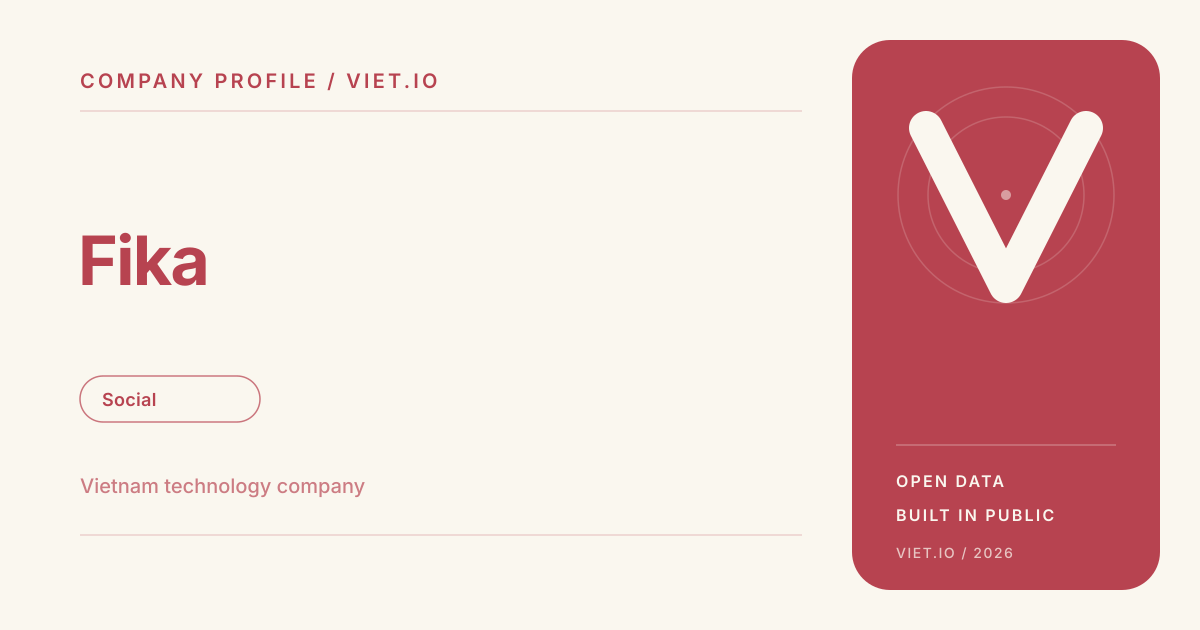 COMPANY PROFILE / VIET.IO
Fika
Social
Vietnam technology company
V
OPEN DATA
BUILT IN PUBLIC
VIET.IO / 2026